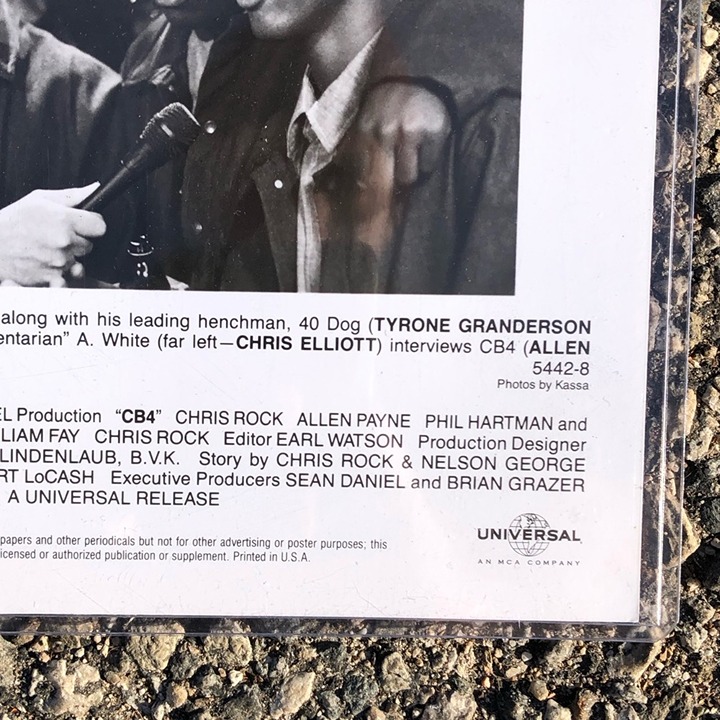 along with his leading henchman, 40 Dog (TYRONE GRANDERSON
entarian" A. White (far left—CHRIS ELLIOTT) interviews CB4 (ALLEN
5442-8
Photos by Kassa
EL Production "CB4" CHRIS ROCK ALLEN PAYNE PHIL HARTMAN and
LIAM FAY CHRIS ROCK Editor EARL WATSON Production Designer
LINDENLAUB, B.V.K. Story by CHRIS ROCK & NELSON GEORGE
RT LoCASH Executive Producers SEAN DANIEL and BRIAN GRAZER
A UNIVERSAL RELEASE
papers and other periodicals but not for other advertising or poster purposes; this
icensed or authorized publication or supplement. Printed in U.S.A.
UNIVERSAL
AN MCA COMPANY